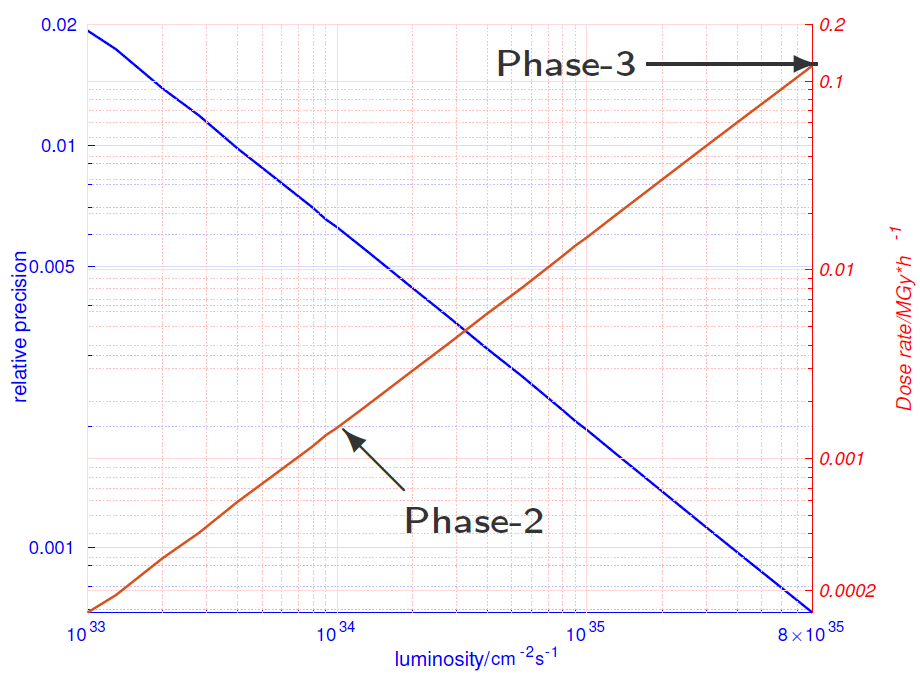 0.02
0.2
Phase-3
0.1
0.01
relative precision
0.005
0.01
Dose rate/MGy*h -1
0.001
Phase-2
0.001
0.0002
10^33
10^34
10^35
8×10^35
luminosity/cm^-2s^-1